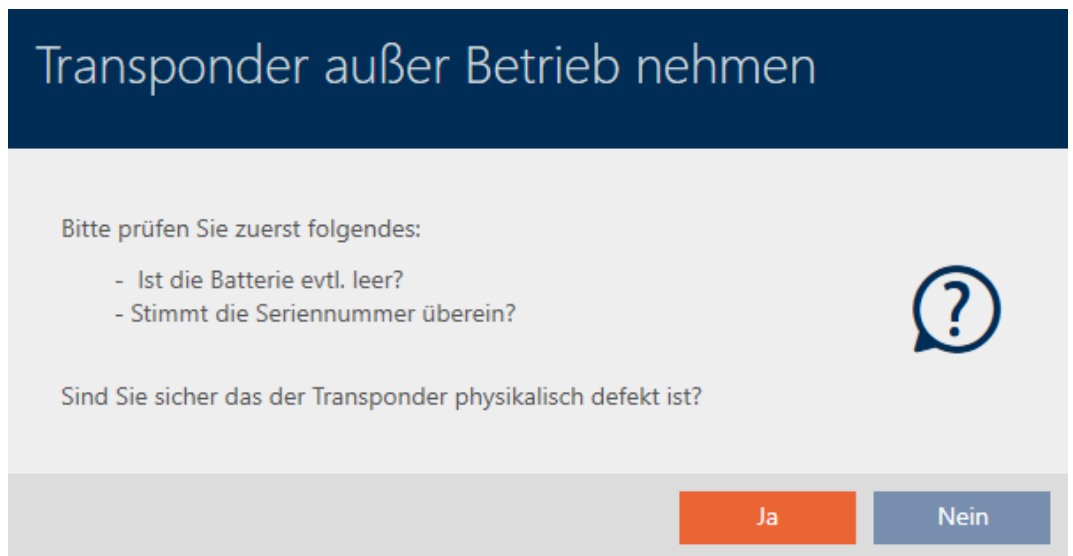 Transponder außer Betrieb nehmen
Bitte prüfen Sie zuerst folgendes:
- Ist die Batterie evtl. leer?
- Stimmt die Seriennummer überein?
?
Sind Sie sicher das der Transponder physikalisch defekt ist?
Ja
Nein